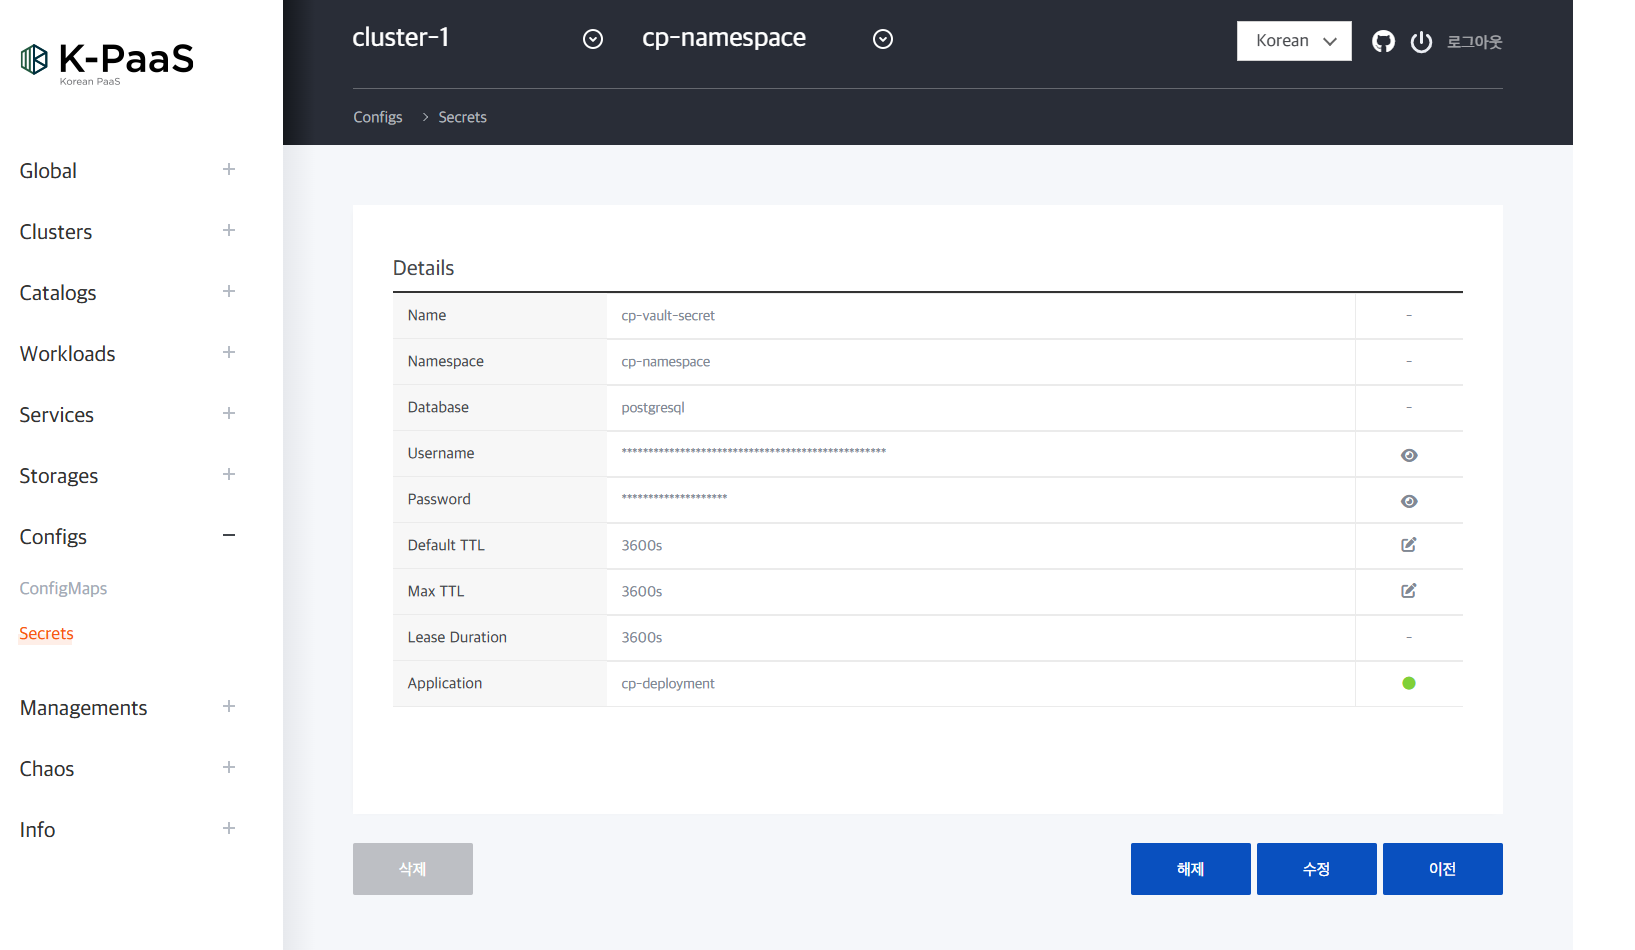 K-PaaS
Korean PaaS
cluster-1
cp-namespace
Korean
로그아웃
Configs > Secrets
Global +
Clusters +
Catalogs +
Workloads +
Services +
Storages +
Configs −
ConfigMaps
Secrets
Managements +
Chaos +
Info +
Details
Name cp-vault-secret -
Namespace cp-namespace -
Database postgresql -
Username **************************************************
Password ********************
Default TTL 3600s
Max TTL 3600s
Lease Duration 3600s -
Application cp-deployment
삭제
해제
수정
이전